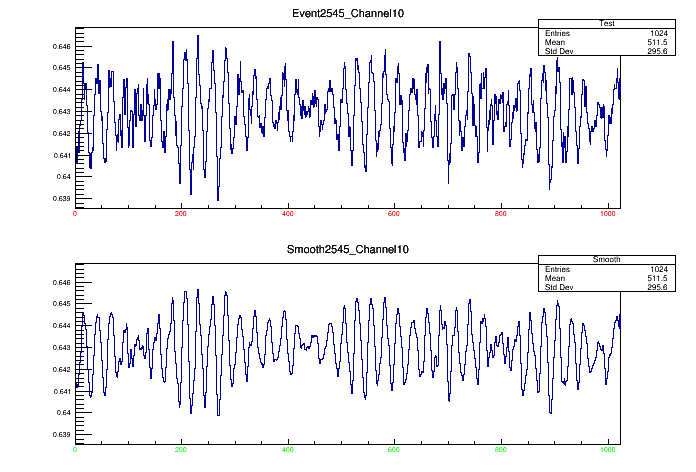 Event2545_Channel10
Test
Entries 1024
Mean 511.5
Std Dev 295.6
0.646
0.645
0.644
0.643
0.642
0.641
0.64
0.639
0 200 400 600 800 1000
Smooth2545_Channel10
Smooth
Entries 1024
Mean 511.5
Std Dev 295.6
0.646
0.645
0.644
0.643
0.642
0.641
0.64
0.639
0 200 400 600 800 1000